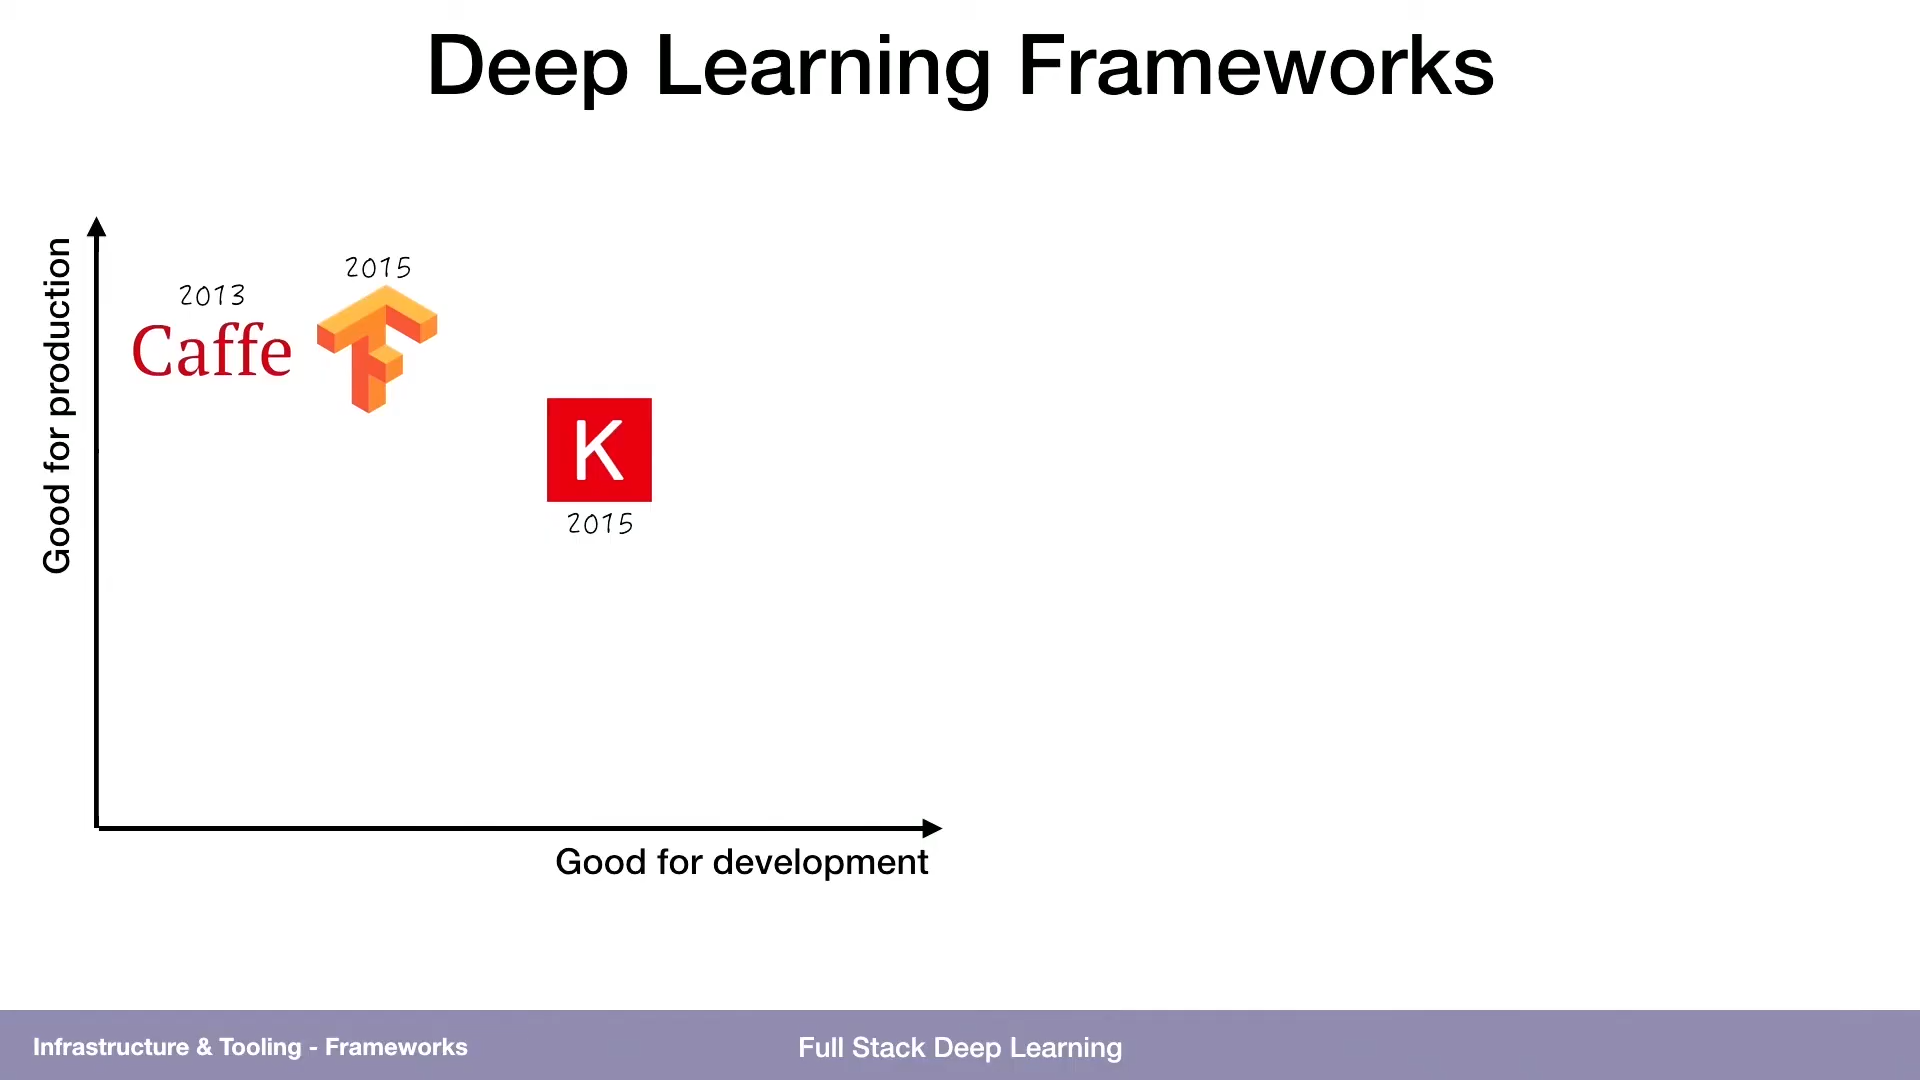 Deep Learning Frameworks
Good for production
2013
Caffe
2015
K
2015
Good for development
Infrastructure & Tooling - Frameworks
Full Stack Deep Learning